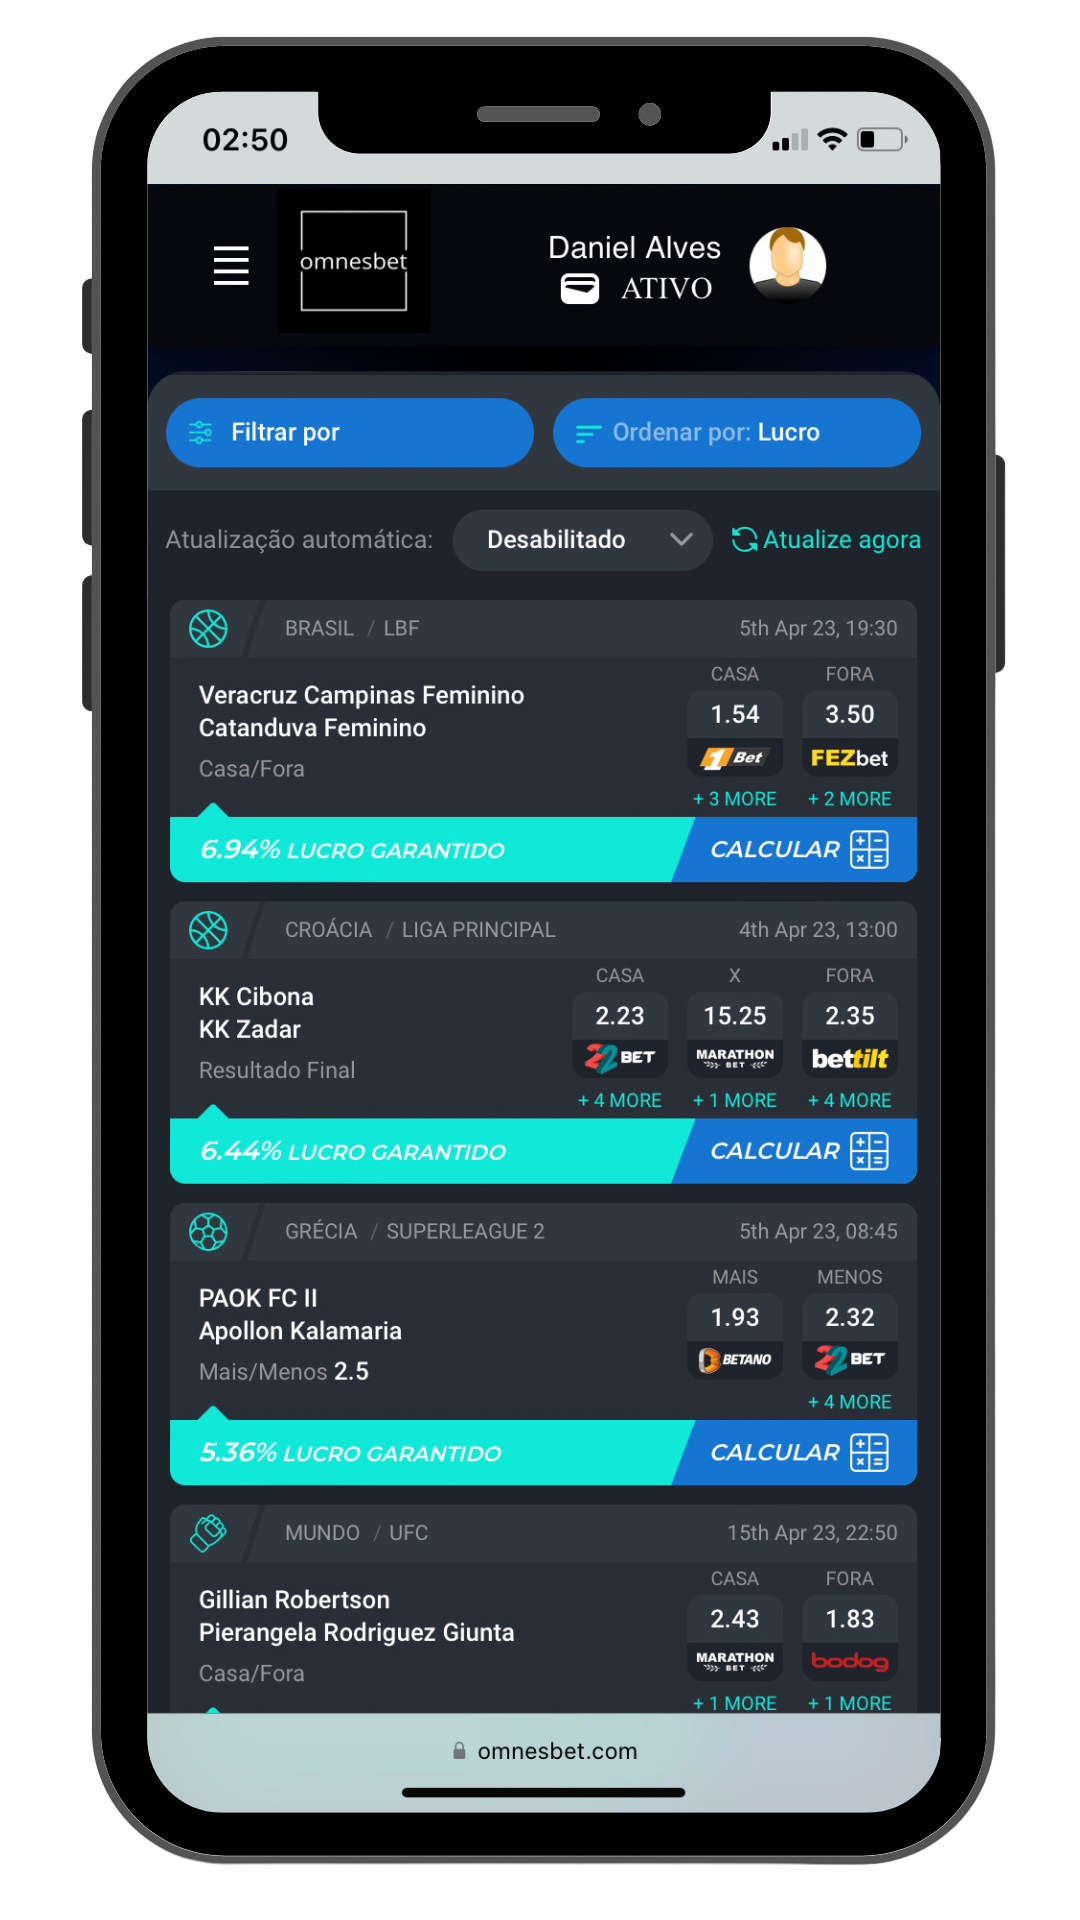 02:50
omnesbet
Daniel Alves
ATIVO
Filtrar por
Ordenar por: Lucro
Atualização automática: Desabilitado Atualize agora
BRASIL / LBF 5th Apr 23, 19:30
CASA FORA
Veracruz Campinas Feminino
Catanduva Feminino
1.54 3.50
1Bet FEZbet
Casa/Fora
+ 3 MORE + 2 MORE
6.94% LUCRO GARANTIDO CALCULAR
CROÁCIA / LIGA PRINCIPAL 4th Apr 23, 13:00
CASA X FORA
KK Cibona
KK Zadar
2.23 15.25 2.35
22BET MARATHON BET bettilt
Resultado Final
+ 4 MORE + 1 MORE + 4 MORE
6.44% LUCRO GARANTIDO CALCULAR
GRÉCIA / SUPERLEAGUE 2 5th Apr 23, 08:45
MAIS MENOS
PAOK FC II
Apollon Kalamaria
1.93 2.32
BETANO 22BET
Mais/Menos 2.5
+ 4 MORE
5.36% LUCRO GARANTIDO CALCULAR
MUNDO / UFC 15th Apr 23, 22:50
CASA FORA
Gillian Robertson
Pierangela Rodriguez Giunta
2.43 1.83
MARATHON BET bodog
Casa/Fora
+ 1 MORE + 1 MORE
omnesbet.com